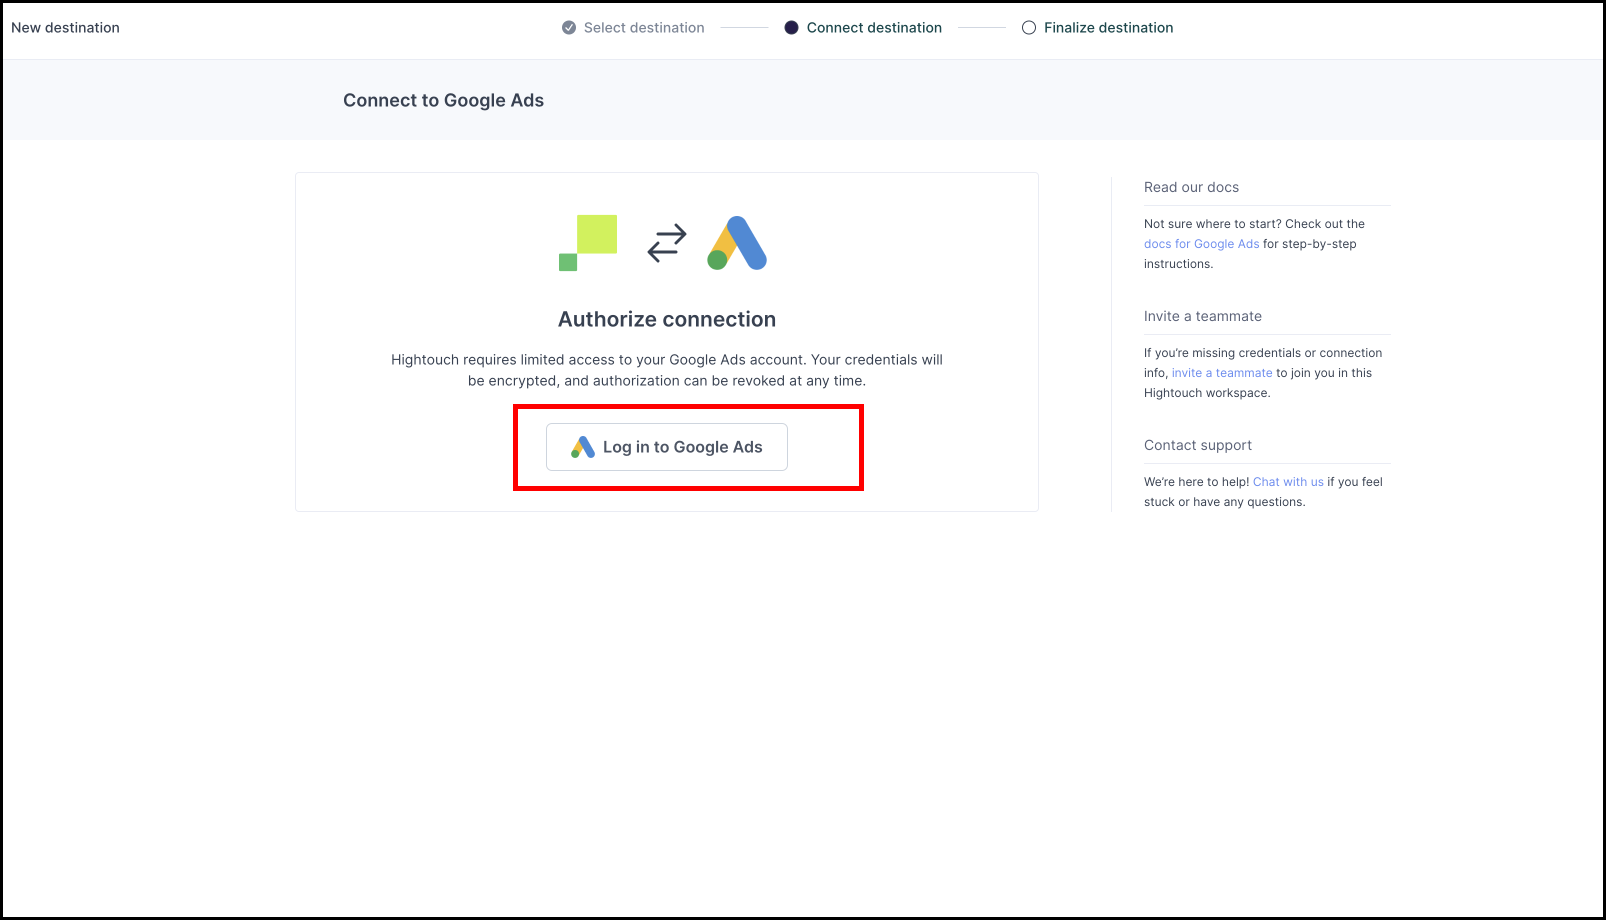 New destination
Select destination
Connect destination
Finalize destination
Connect to Google Ads
Authorize connection
Hightouch requires limited access to your Google Ads account. Your credentials will
be encrypted, and authorization can be revoked at any time.
Log in to Google Ads
Read our docs
Not sure where to start? Check out the
docs for Google Ads for step-by-step
instructions.
Invite a teammate
If you're missing credentials or connection
info, invite a teammate to join you in this
Hightouch workspace.
Contact support
We're here to help! Chat with us if you feel
stuck or have any questions.